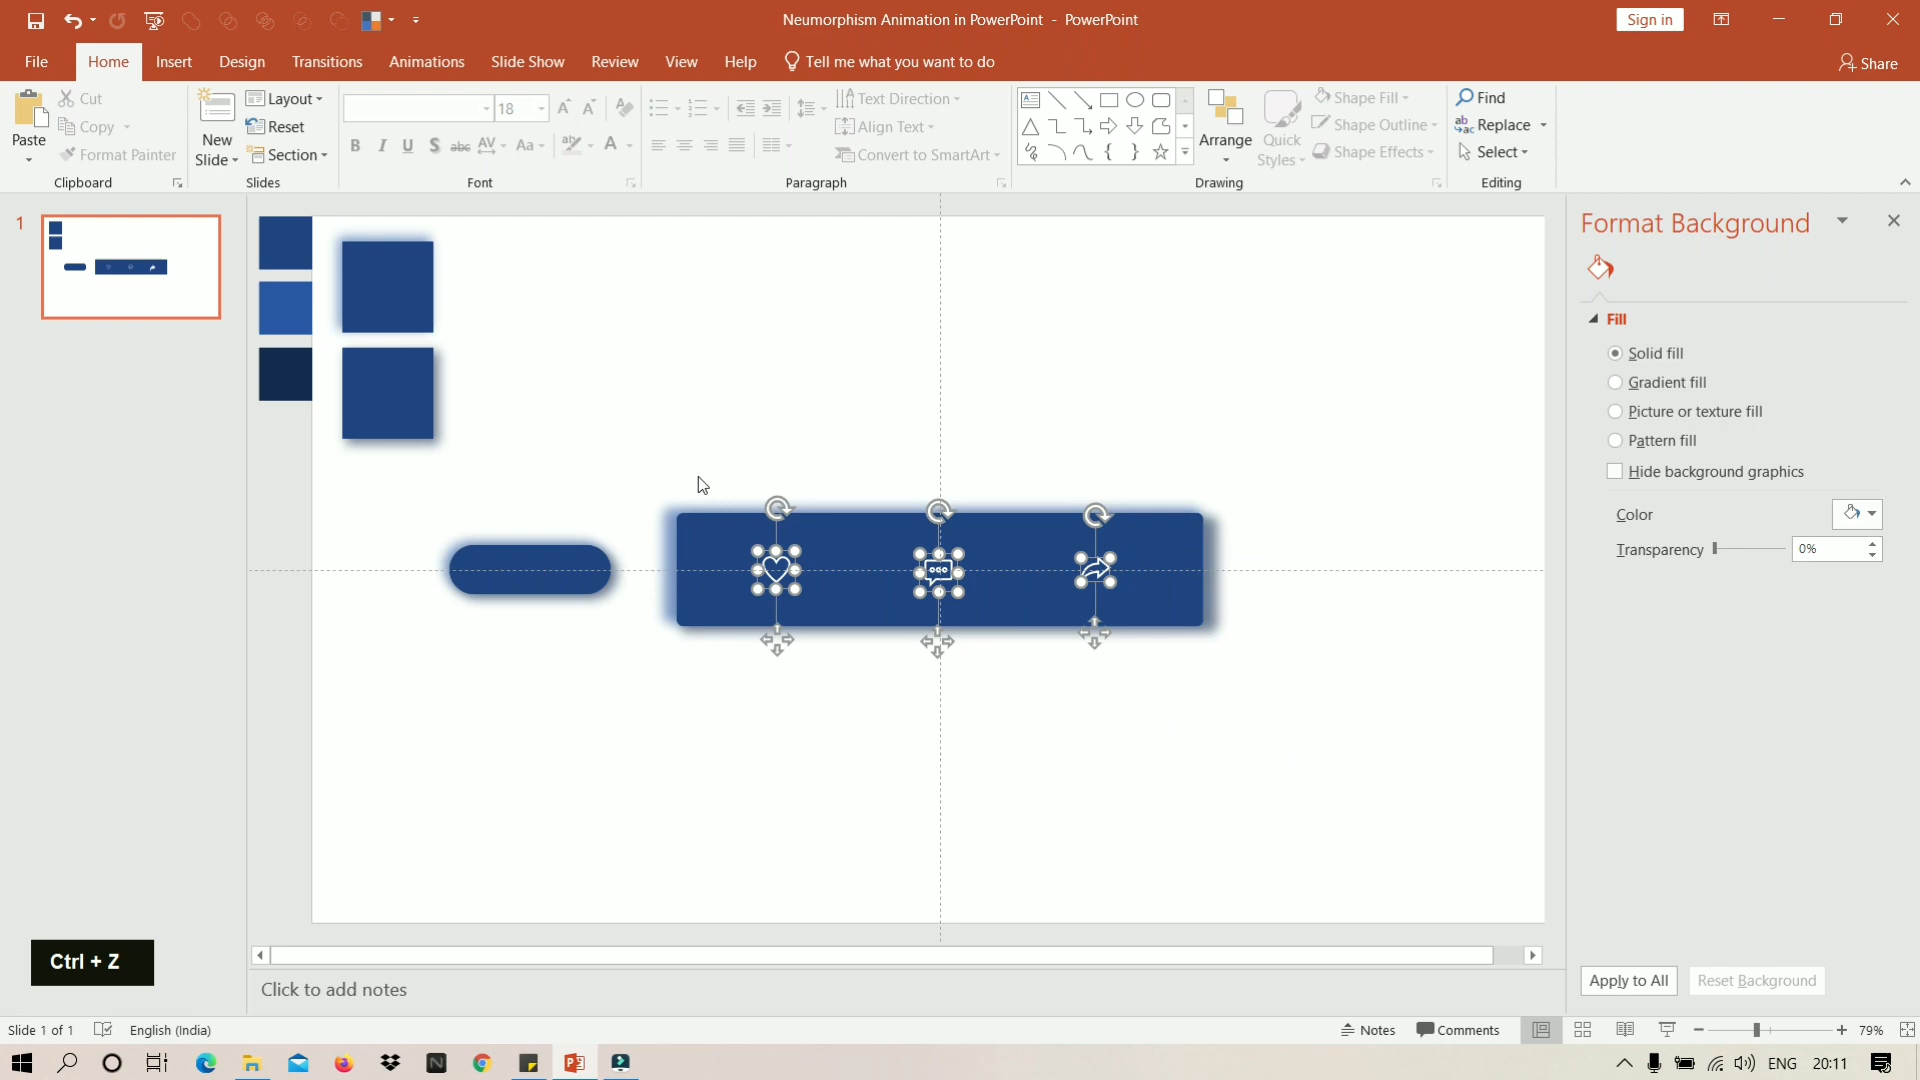 Neumorphism Animation in PowerPoint - PowerPoint
Sign in
File Home Insert Design Transitions Animations Slide Show Review View Help Tell me what you want to do Share
Paste
Cut
Copy
Format Painter
Clipboard
New
Slide
Layout
Reset
Section
Slides
18
B I U S abc AV Aa A
Font
Text Direction
Align Text
Convert to SmartArt
Paragraph
Arrange
Quick
Styles
Shape Fill
Shape Outline
Shape Effects
Drawing
Find
Replace
Select
Editing
1
Format Background
Fill
Solid fill
Gradient fill
Picture or texture fill
Pattern fill
Hide background graphics
Color
Transparency 0%
Apply to All Reset Background
Ctrl + Z
Click to add notes
Slide 1 of 1 English (India) Notes Comments 79%
ENG 20:11